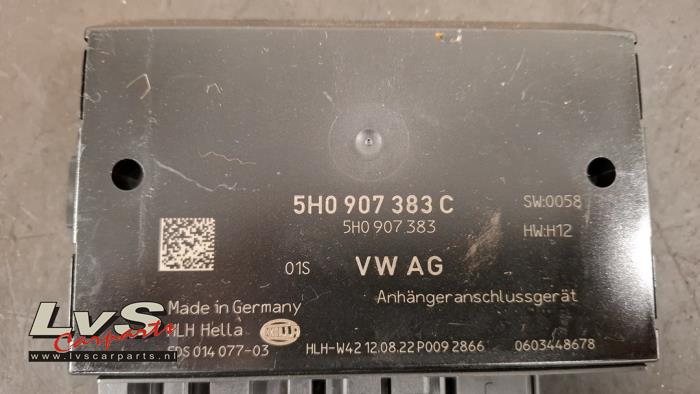 5H0 907 383 C
SW:0058
5H0 907 383
HW:H12
01S
VW AG
Anhängeranschlussgerät
Made in Germany
HLH Hella
HELLA
5DS 014 077-03
HLH-W42 12.08.22 P009 2866
0603448678
LvS
Carparts
www.lvscarparts.nl